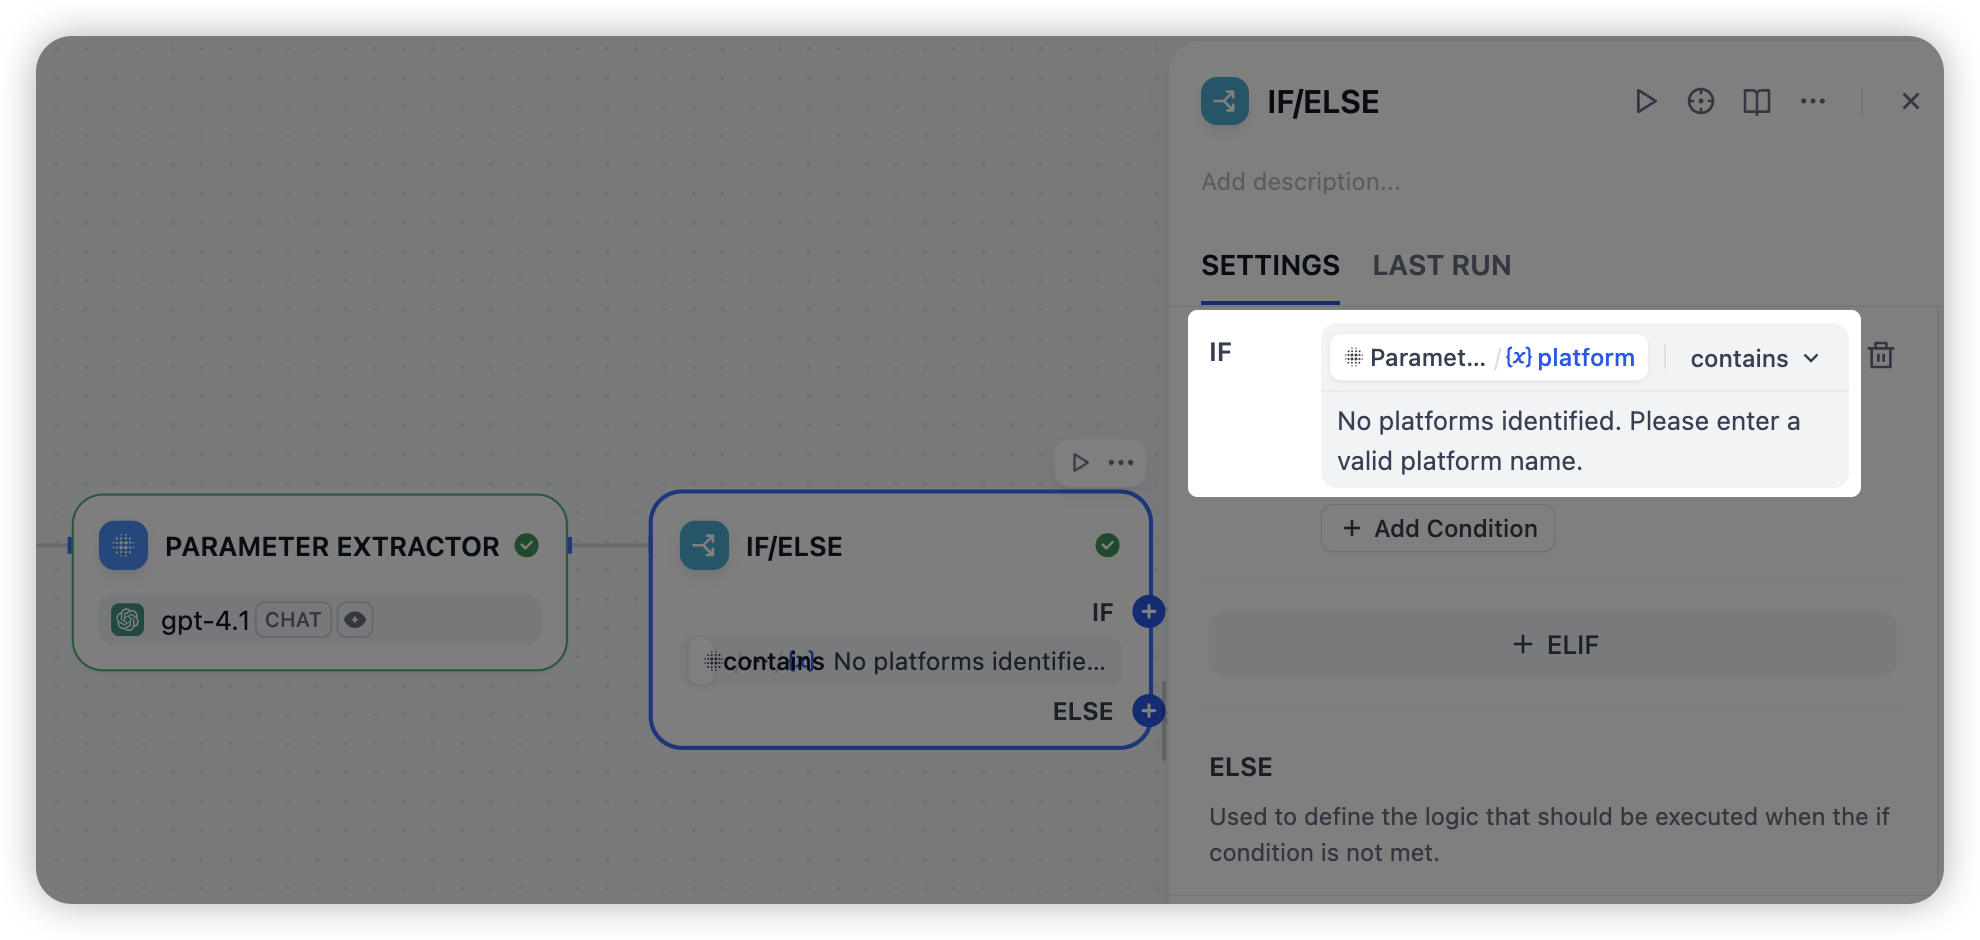 PARAMETER EXTRACTOR
gpt-4.1 CHAT
IF/ELSE
IF
contains {x} No platforms identifie...
ELSE
IF/ELSE
Add description...
SETTINGS LAST RUN
IF
Paramet... / {x} platform contains
No platforms identified. Please enter a
valid platform name.
+ Add Condition
+ ELIF
ELSE
Used to define the logic that should be executed when the if
condition is not met.